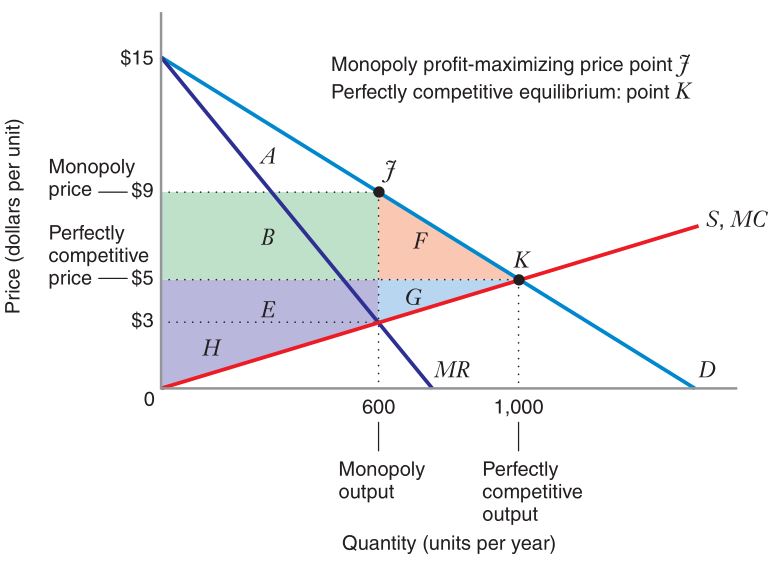 $15
Monopoly profit-maximizing price point J
Perfectly competitive equilibrium: point K
Price (dollars per unit)
A
J
Monopoly
price — $9
S, MC
B
F
Perfectly
competitive
price — $5
K
E
G
$3
H
MR
D
0
600
1,000
Monopoly
output
Perfectly
competitive
output
Quantity (units per year)